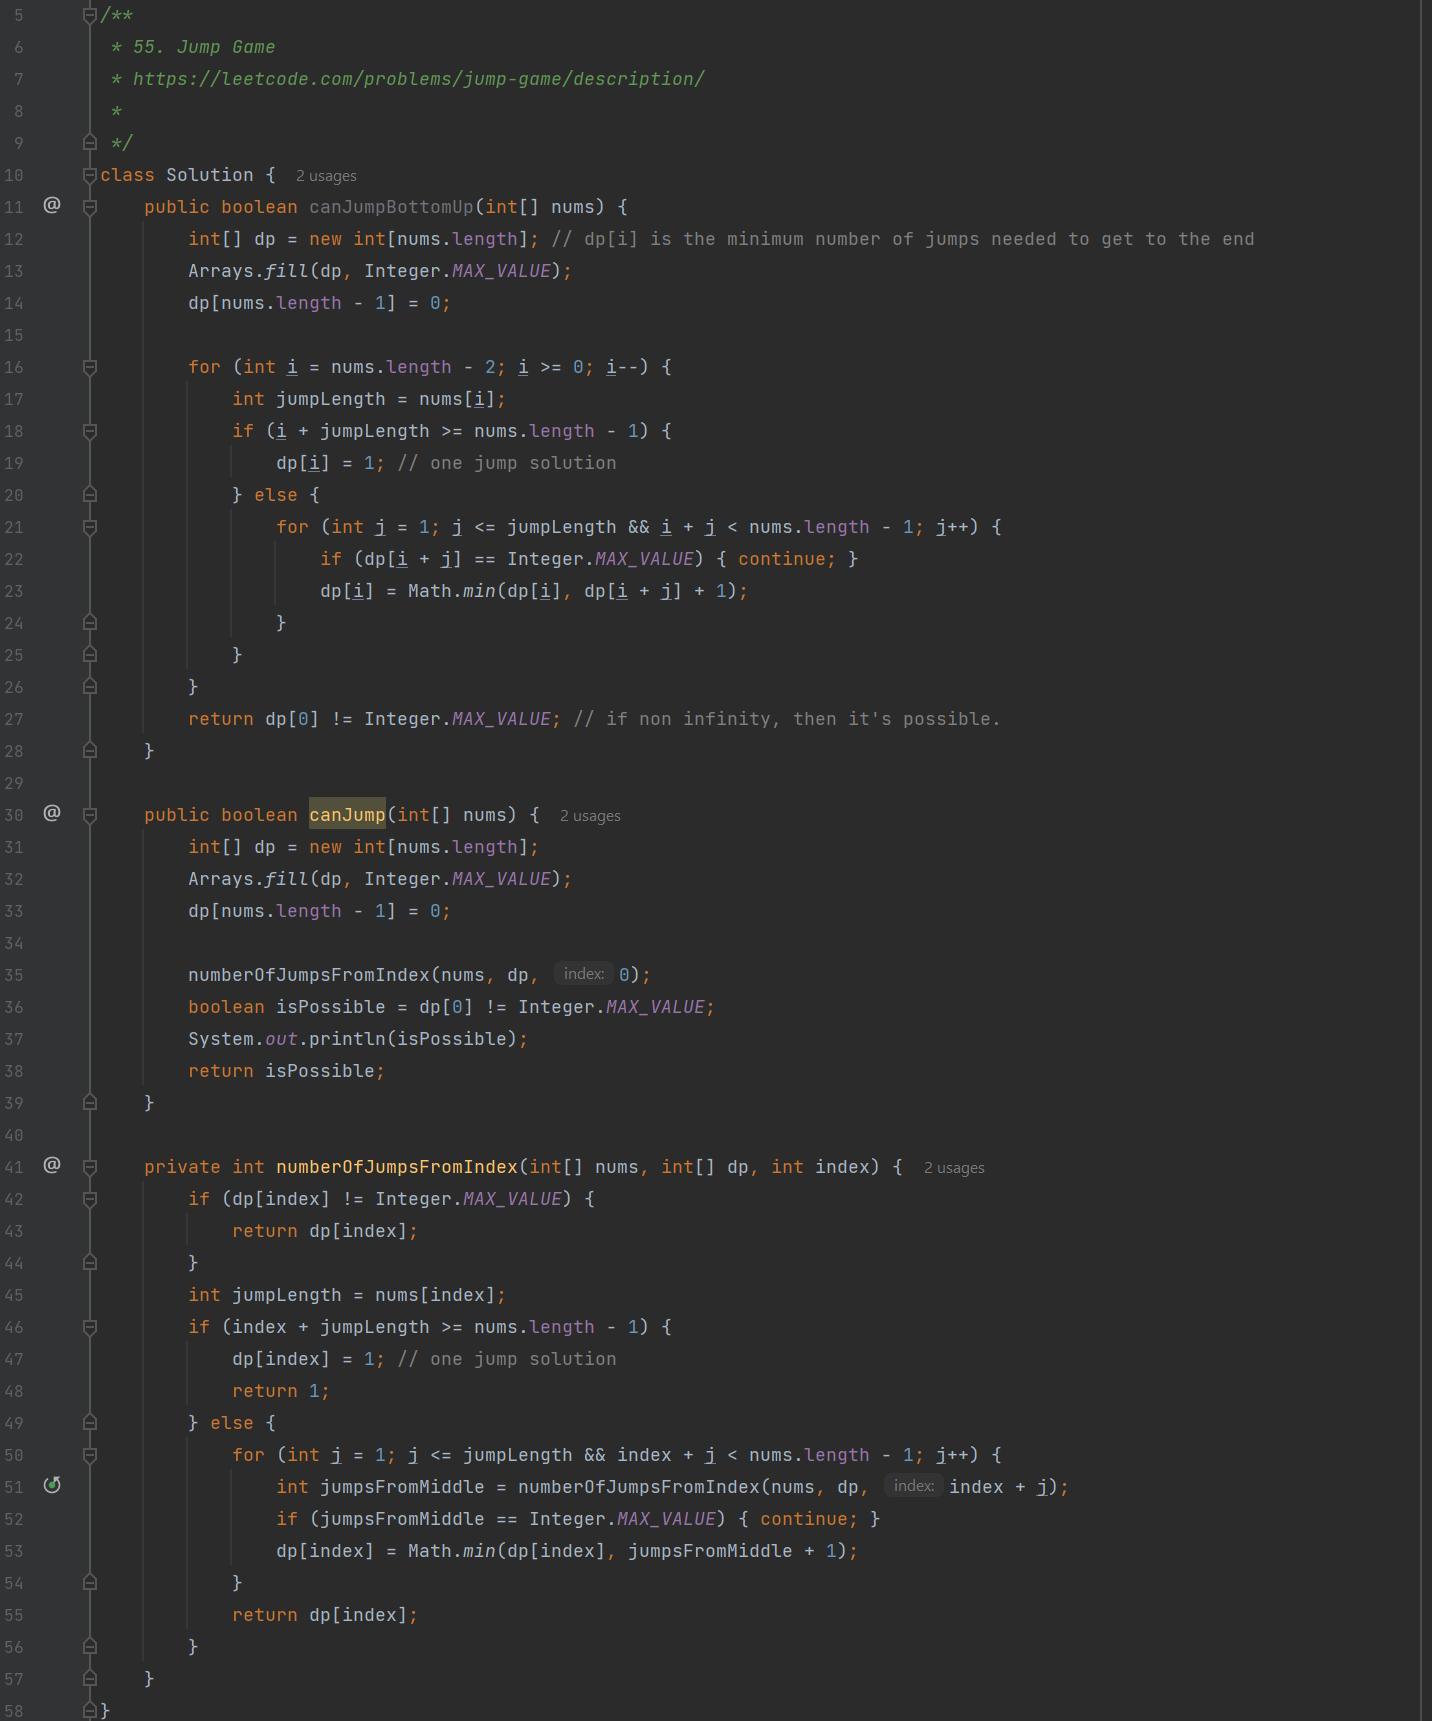 5 /**
6  * 55. Jump Game
7  * https://leetcode.com/problems/jump-game/description/
8  *
9  */
10 class Solution { 2 usages
11 @     public boolean canJumpBottomUp(int[] nums) {
12         int[] dp = new int[nums.length]; // dp[i] is the minimum number of jumps needed to get to the end
13         Arrays.fill(dp, Integer.MAX_VALUE);
14         dp[nums.length - 1] = 0;
15
16         for (int i = nums.length - 2; i >= 0; i--) {
17             int jumpLength = nums[i];
18             if (i + jumpLength >= nums.length - 1) {
19                 dp[i] = 1; // one jump solution
20             } else {
21                 for (int j = 1; j <= jumpLength && i + j < nums.length - 1; j++) {
22                     if (dp[i + j] == Integer.MAX_VALUE) { continue; }
23                     dp[i] = Math.min(dp[i], dp[i + j] + 1);
24                 }
25             }
26         }
27         return dp[0] != Integer.MAX_VALUE; // if non infinity, then it's possible.
28     }
29
30 @     public boolean canJump(int[] nums) { 2 usages
31         int[] dp = new int[nums.length];
32         Arrays.fill(dp, Integer.MAX_VALUE);
33         dp[nums.length - 1] = 0;
34
35         numberOfJumpsFromIndex(nums, dp, index: 0);
36         boolean isPossible = dp[0] != Integer.MAX_VALUE;
37         System.out.println(isPossible);
38         return isPossible;
39     }
40
41 @     private int numberOfJumpsFromIndex(int[] nums, int[] dp, int index) { 2 usages
42         if (dp[index] != Integer.MAX_VALUE) {
43             return dp[index];
44         }
45         int jumpLength = nums[index];
46         if (index + jumpLength >= nums.length - 1) {
47             dp[index] = 1; // one jump solution
48             return 1;
49         } else {
50             for (int j = 1; j <= jumpLength && index + j < nums.length - 1; j++) {
51                 int jumpsFromMiddle = numberOfJumpsFromIndex(nums, dp, index: index + j);
52                 if (jumpsFromMiddle == Integer.MAX_VALUE) { continue; }
53                 dp[index] = Math.min(dp[index], jumpsFromMiddle + 1);
54             }
55             return dp[index];
56         }
57     }
58 }